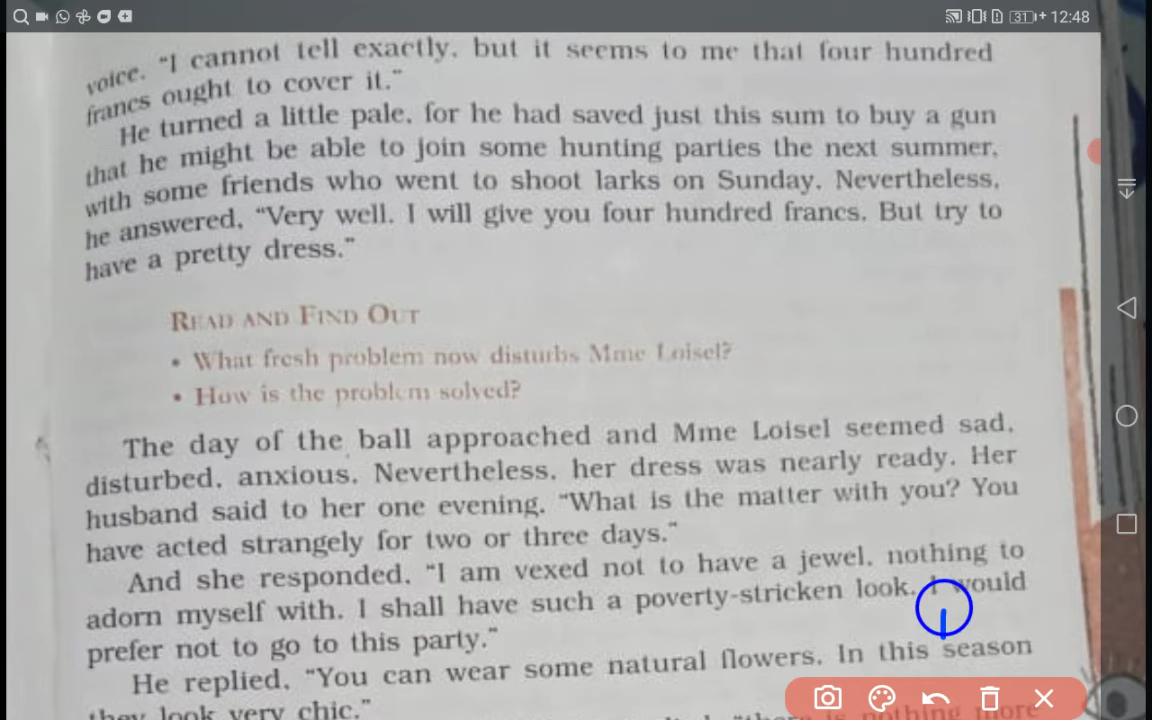 31 12:48
voice. "I cannot tell exactly, but it seems to me that four hundred
francs ought to cover it."
He turned a little pale, for he had saved just this sum to buy a gun
that he might be able to join some hunting parties the next summer,
with some friends who went to shoot larks on Sunday. Nevertheless,
he answered, "Very well. I will give you four hundred francs. But try to
have a pretty dress."
READ AND FIND OUT
• What fresh problem now disturbs Mme Loisel?
• How is the problem solved?
The day of the ball approached and Mme Loisel seemed sad,
disturbed, anxious. Nevertheless, her dress was nearly ready. Her
husband said to her one evening, "What is the matter with you? You
have acted strangely for two or three days."
And she responded, "I am vexed not to have a jewel, nothing to
adorn myself with. I shall have such a poverty-stricken look. I would
prefer not to go to this party."
He replied, "You can wear some natural flowers. In this season
they look very chic."
nothing more